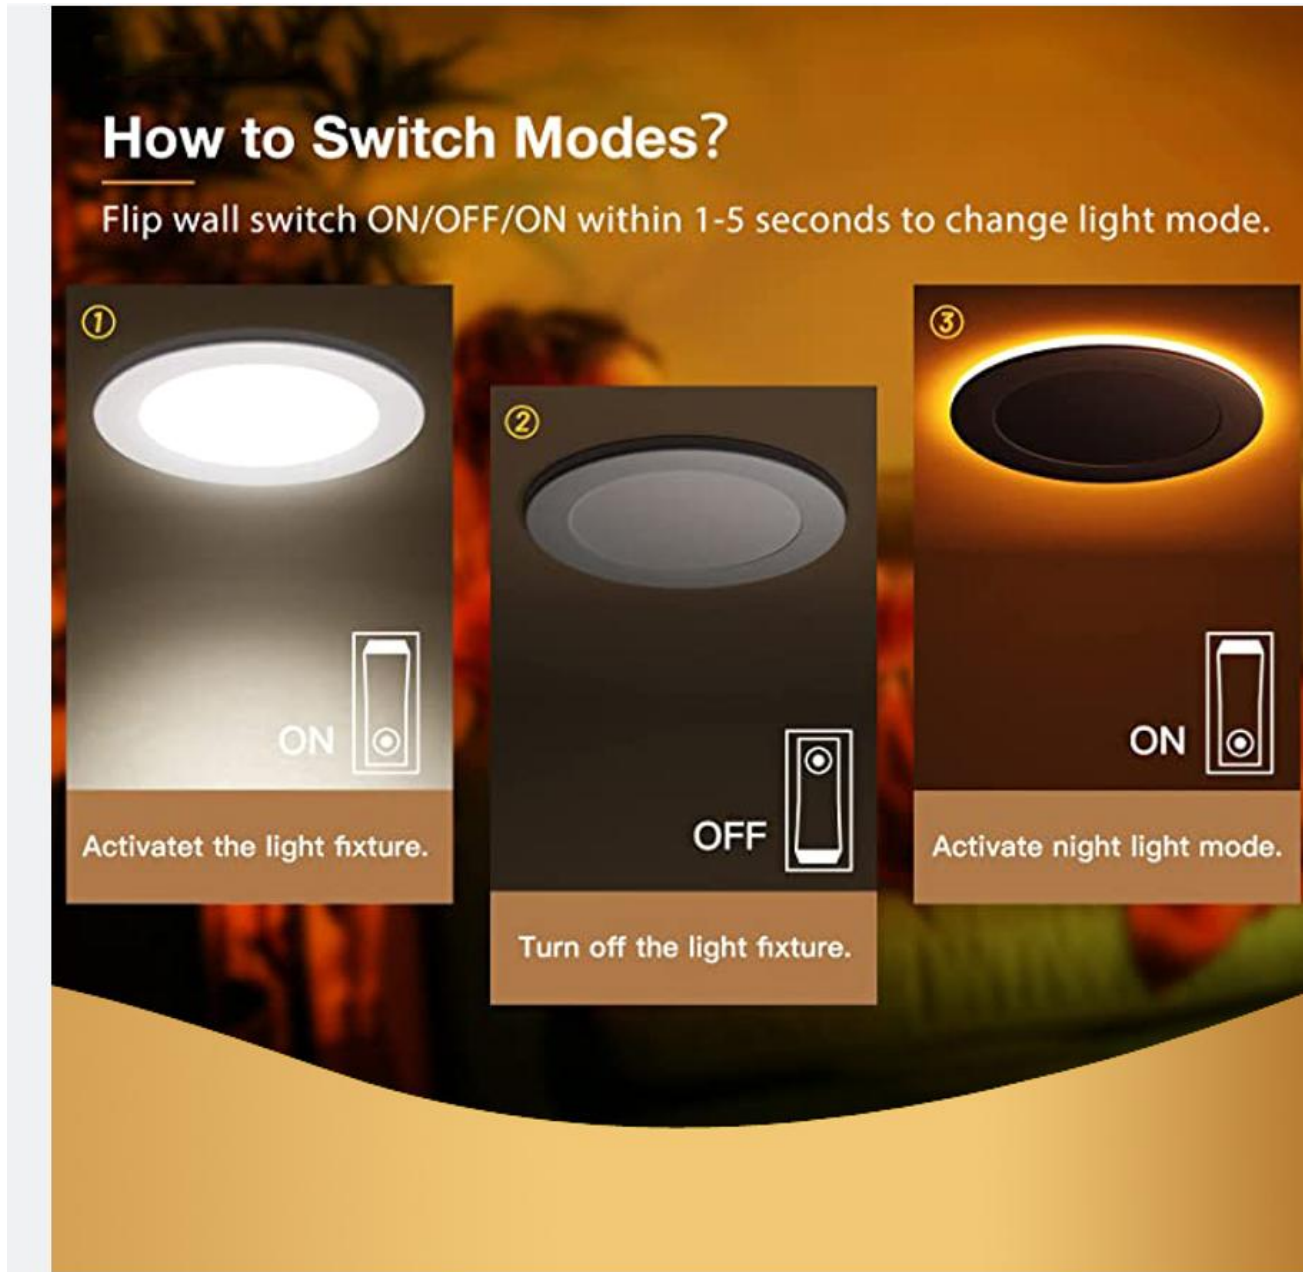 How to Switch Modes?
Flip wall switch ON/OFF/ON within 1-5 seconds to change light mode.
①
ON
Activatet the light fixture.
②
OFF
Turn off the light fixture.
③
ON
Activate night light mode.